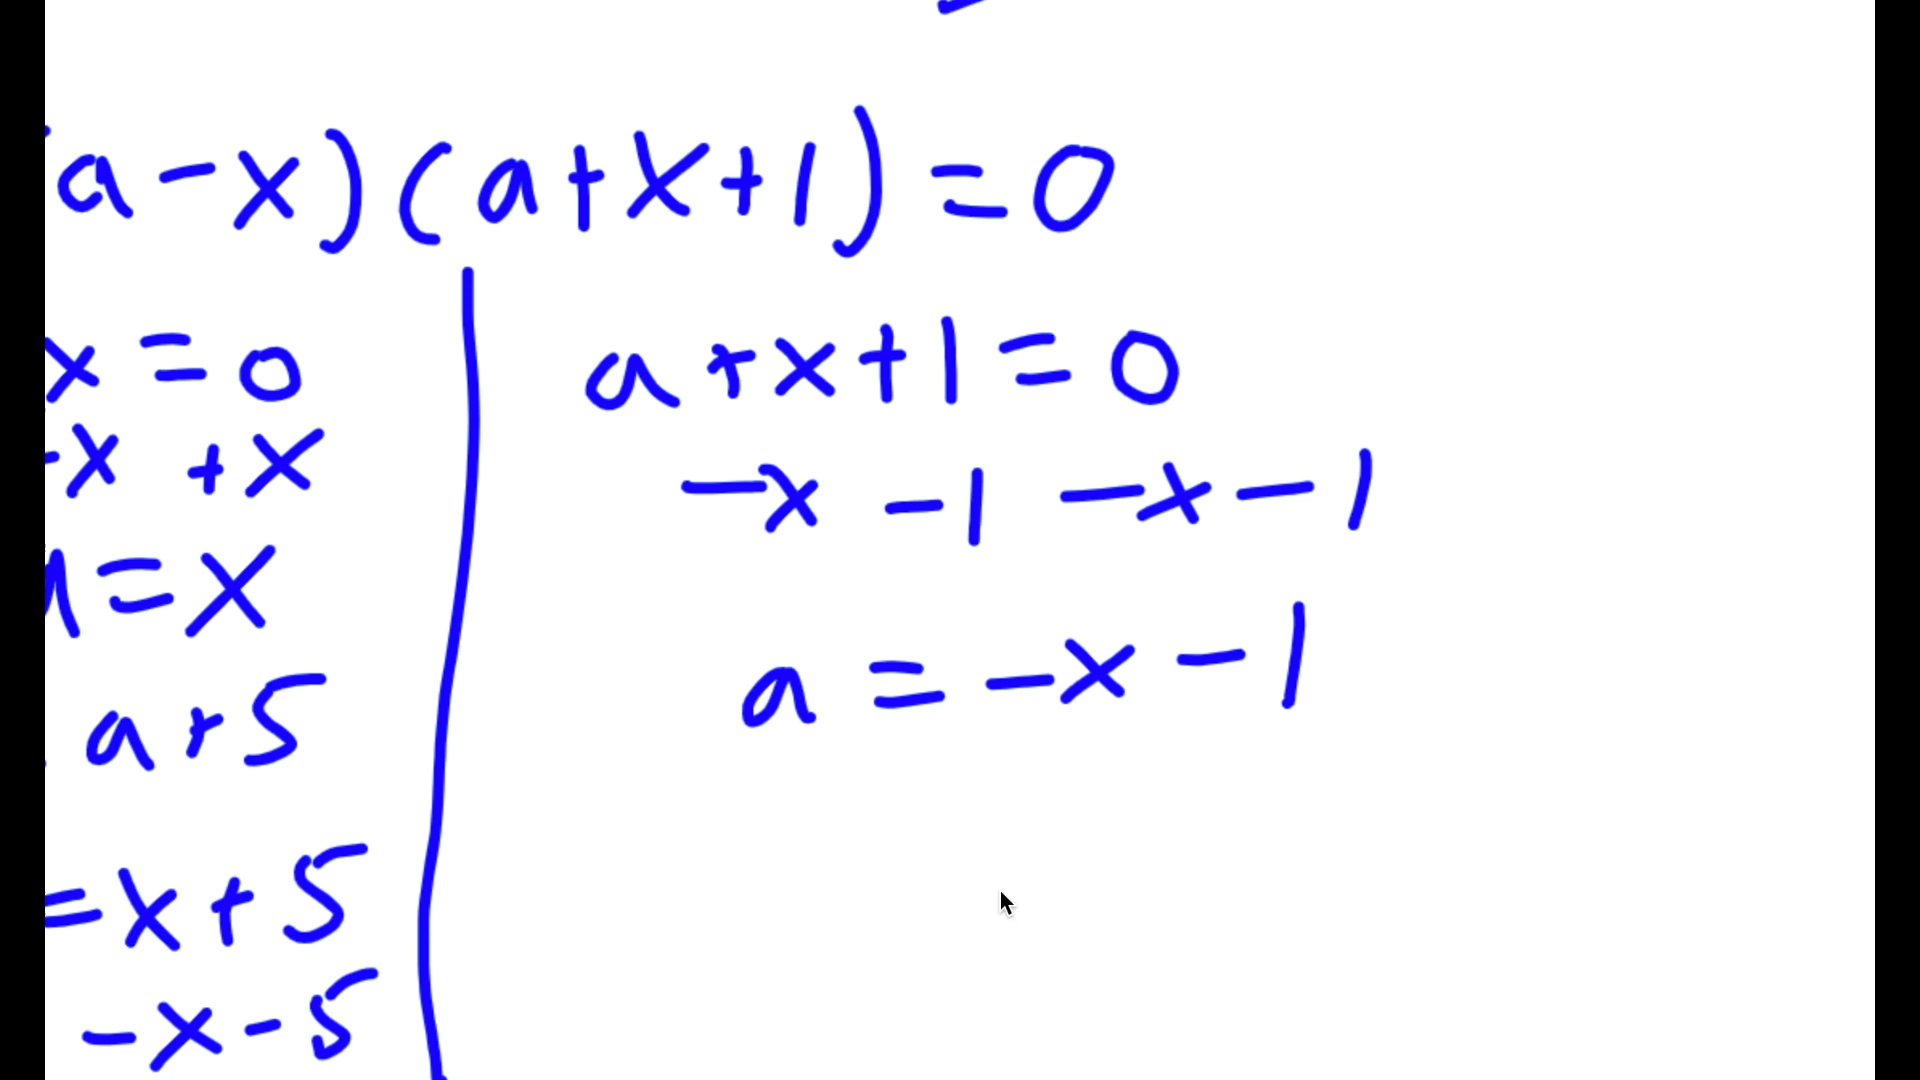 a-x)(a+x+1)=0
x=0
-x +x
a=x
a+5
=x+5
-x-5
a+x+1=0
-x -1 -x-1
a=-x-1